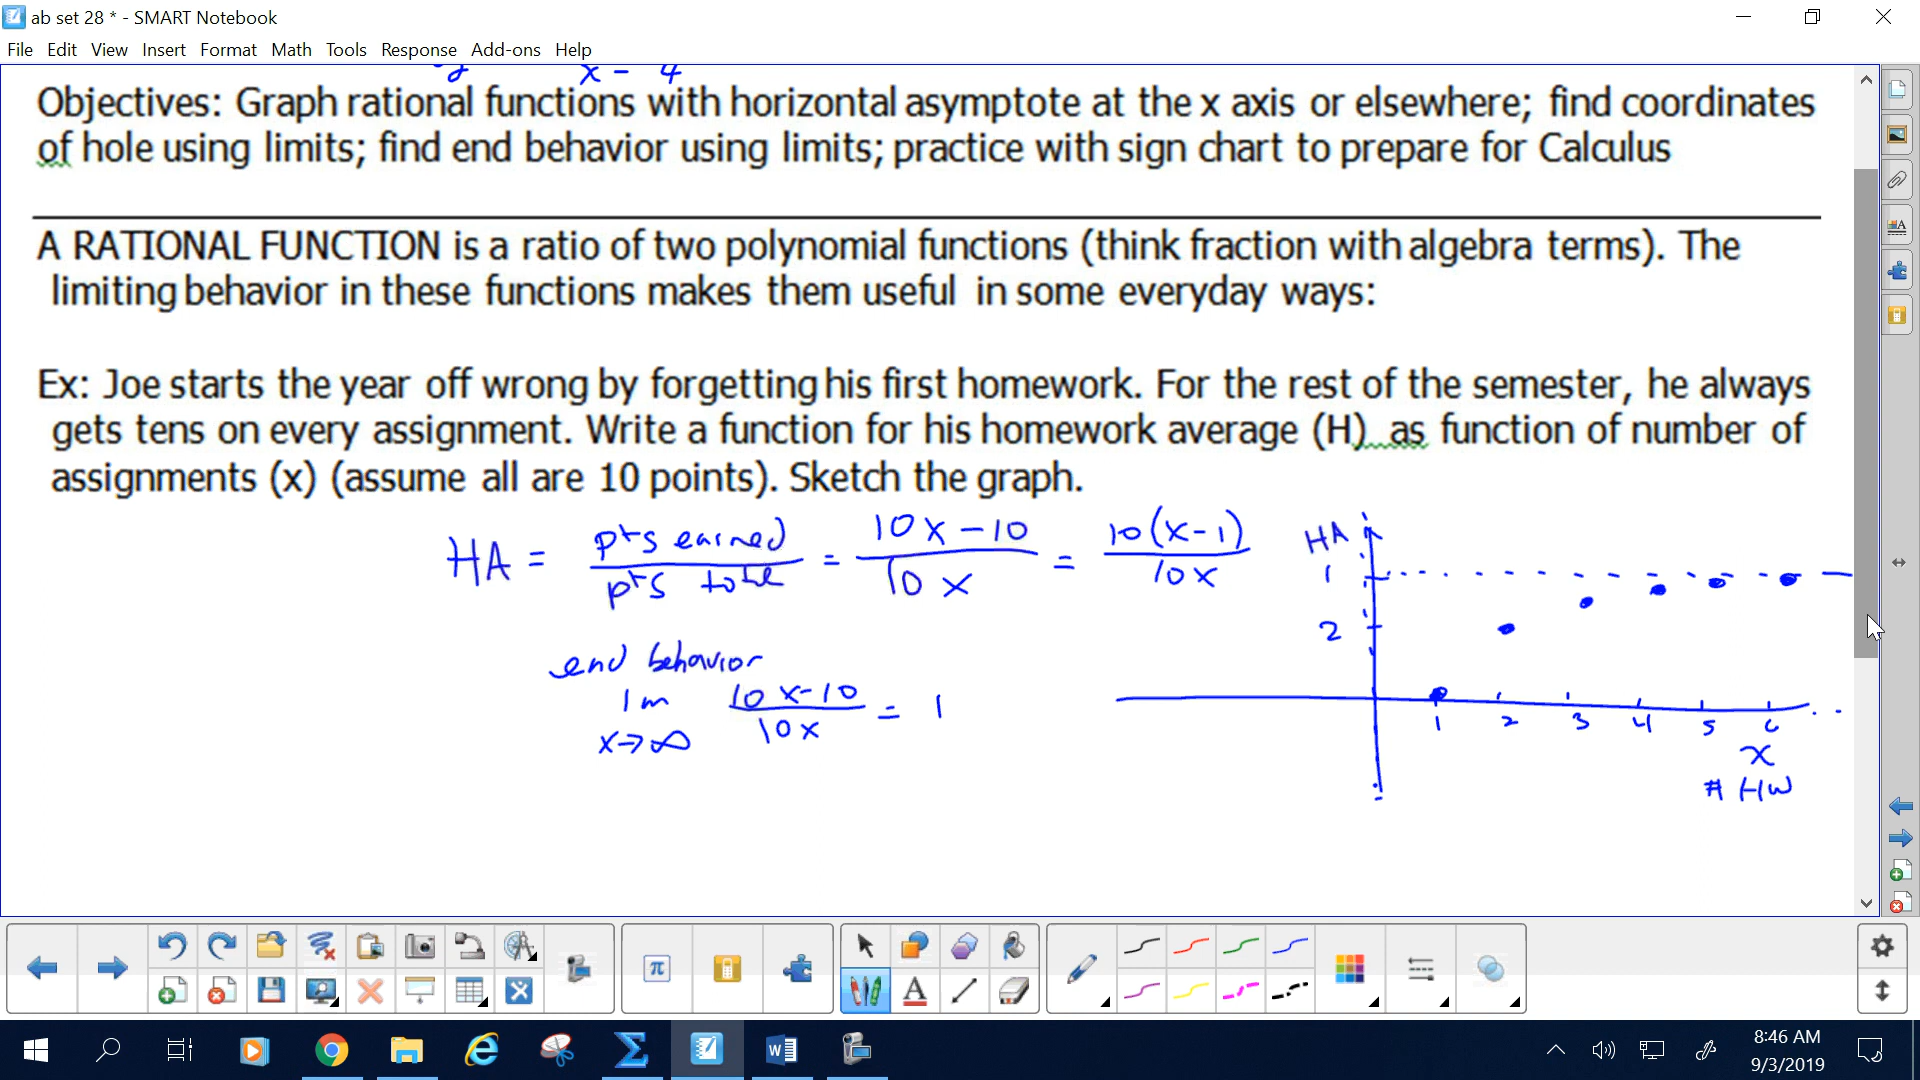 ab set 28 * - SMART Notebook
File Edit View Insert Format Math Tools Response Add-ons Help
x - 4
Objectives: Graph rational functions with horizontal asymptote at the x axis or elsewhere; find coordinates
of hole using limits; find end behavior using limits; practice with sign chart to prepare for Calculus
A RATIONAL FUNCTION is a ratio of two polynomial functions (think fraction with algebra terms). The
limiting behavior in these functions makes them useful in some everyday ways:
Ex: Joe starts the year off wrong by forgetting his first homework. For the rest of the semester, he always
gets tens on every assignment. Write a function for his homework average (H) as function of number of
assignments (x) (assume all are 10 points). Sketch the graph.
HA = pts earned / pts total = 10x - 10 / 10x = 10(x-1) / 10x
end behavior
lim x→∞ 10x-10 / 10x = 1
HA
1
2
1 2 3 4 5 6 . .
x
# HW
π
A
W
8:46 AM
9/3/2019